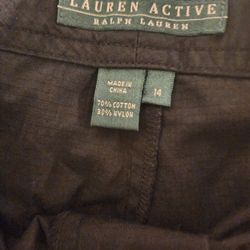 LAUREN ACTIVE
RALPH LAUREN
MADE IN
CHINA
14
70% COTTON
30% NYLON